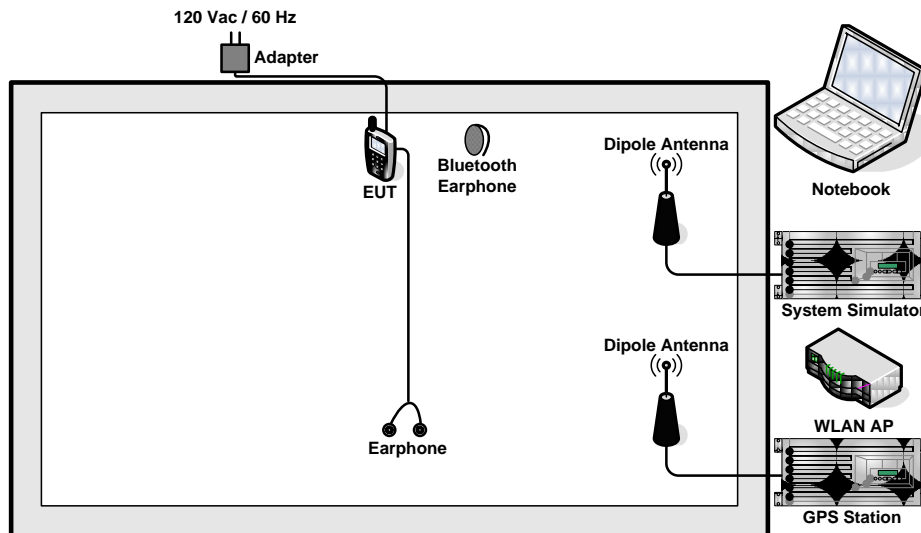 120 Vac / 60 Hz
Adapter
EUT
Bluetooth
Earphone
Dipole Antenna
Notebook
System Simulator
Dipole Antenna
Earphone
WLAN AP
GPS Station